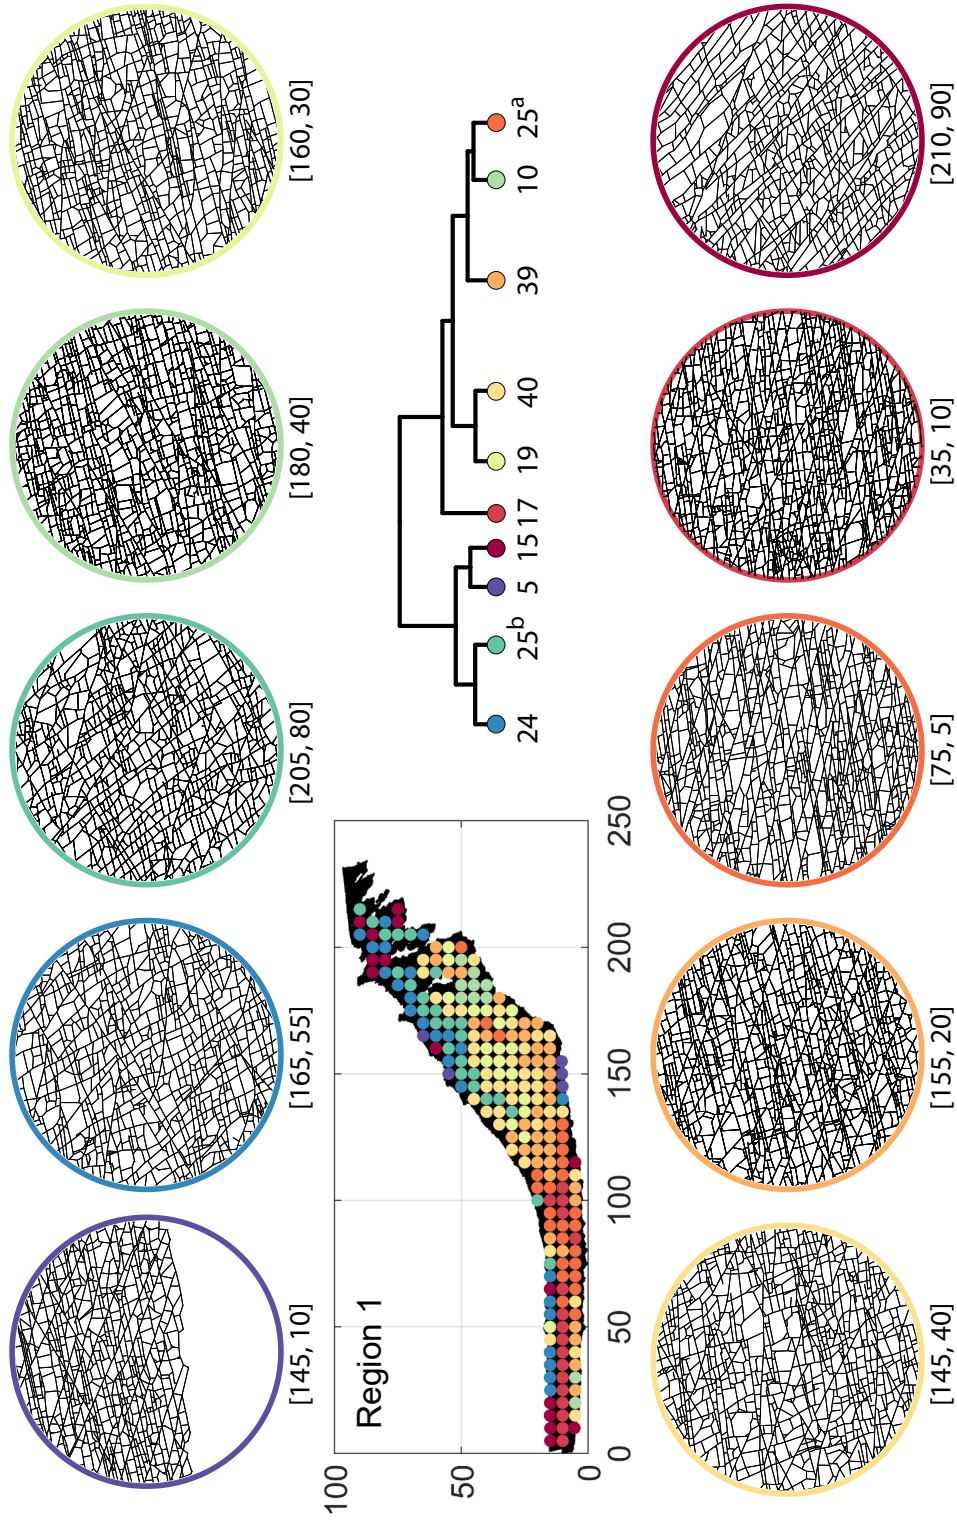 [145, 10] [165, 55] [205, 80] [180, 40] [160, 30]
100
Region 1
50
0
0 50 100 150 200 250
24 25ᵇ 5 15 17 19 40 39 10 25ᵃ
[145, 40] [155, 20] [75, 5] [35, 10] [210, 90]